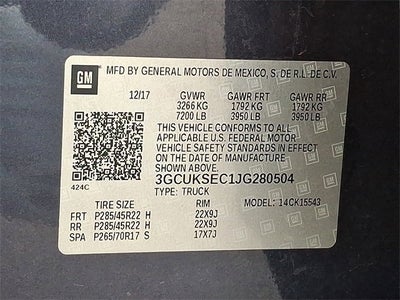 GM MFD BY GENERAL MOTORS DE MEXICO, S. DE R.L. DE C.V.
12/17 GVWR GAWR FRT GAWR RR
3266 KG 1792 KG 1792 KG
7200 LB 3950 LB 3950 LB
THIS VEHICLE CONFORMS TO ALL APPLICABLE
U.S. FEDERAL MOTOR
VEHICLE SAFETY STANDARDS IN EFFECT
ON THE DATE OF MANUFACTURE
SHOWN ABOVE.
424C
3GCUKSEC1JG280504
TYPE: TRUCK MODEL: 14CK15543
TIRE SIZE RIM
FRT P285/45R22 H 22X9J
RR P285/45R22 H 22X9J
SPA P265/70R17 S 17X7J